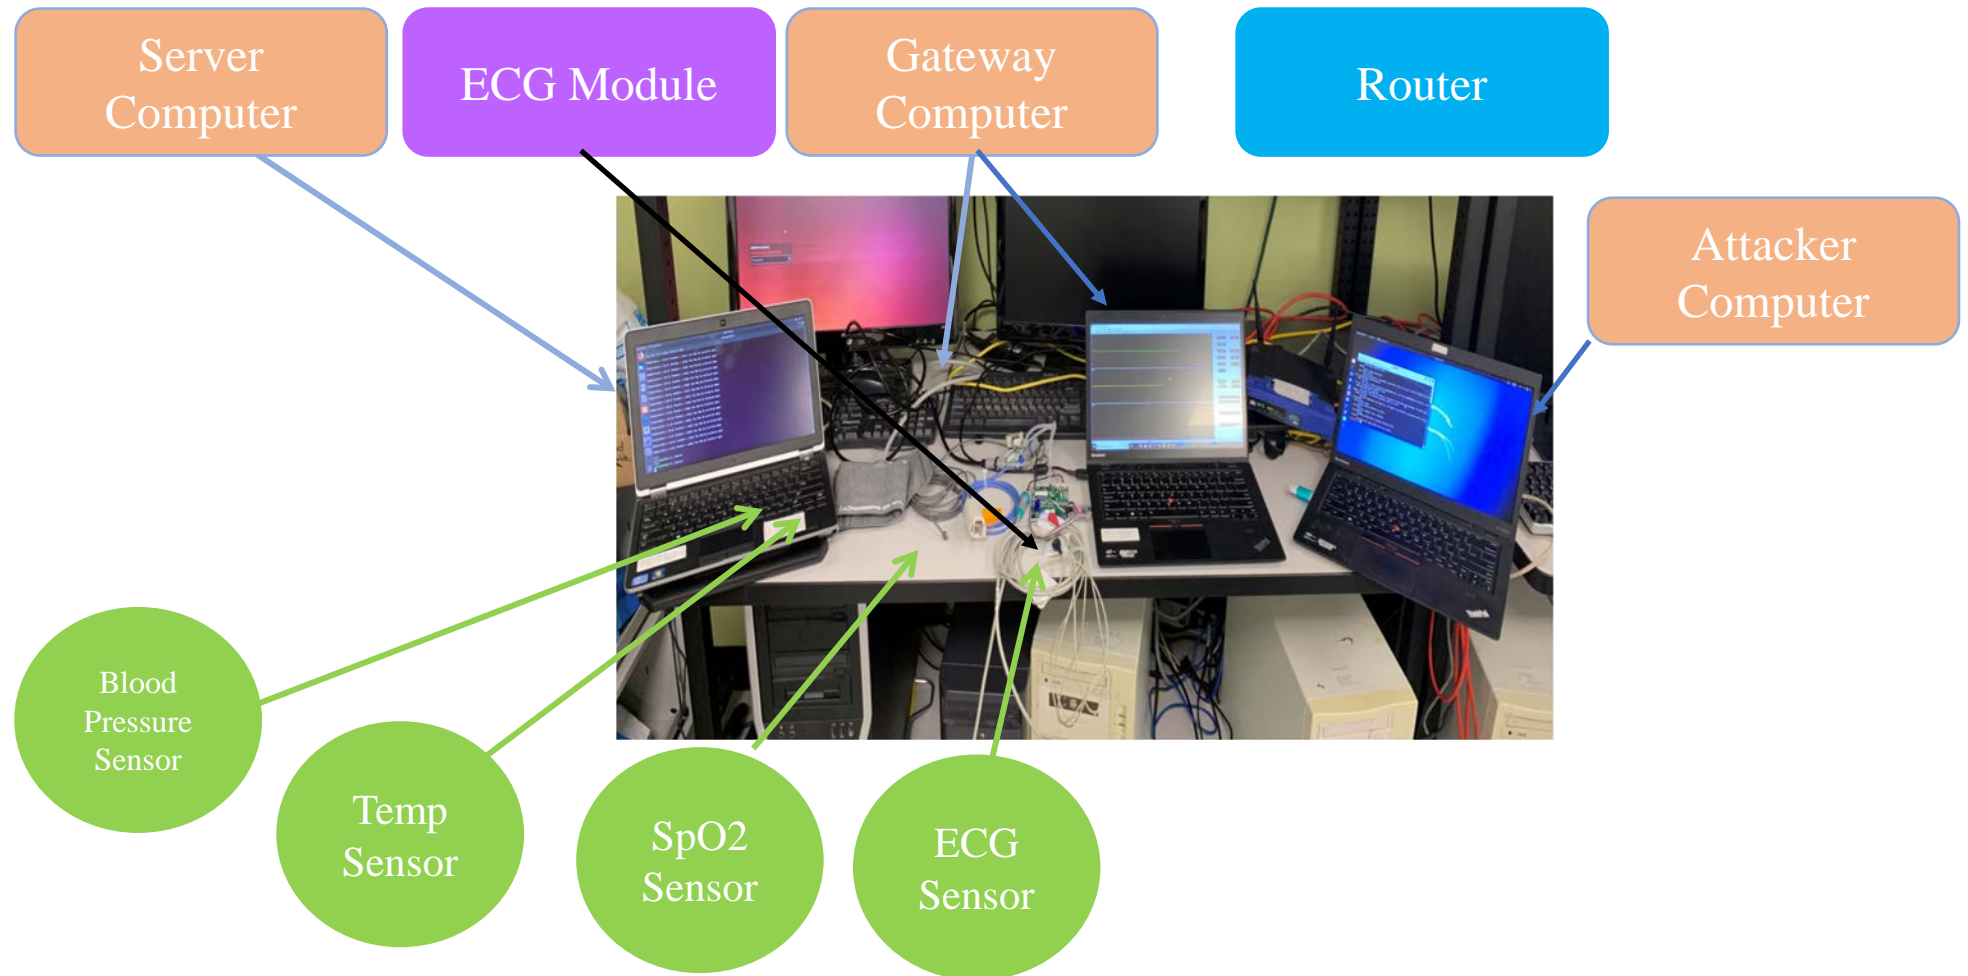 Server
Computer
ECG Module
Gateway
Computer
Router
Attacker
Computer
Blood
Pressure
Sensor
Temp
Sensor
SpO2
Sensor
ECG
Sensor